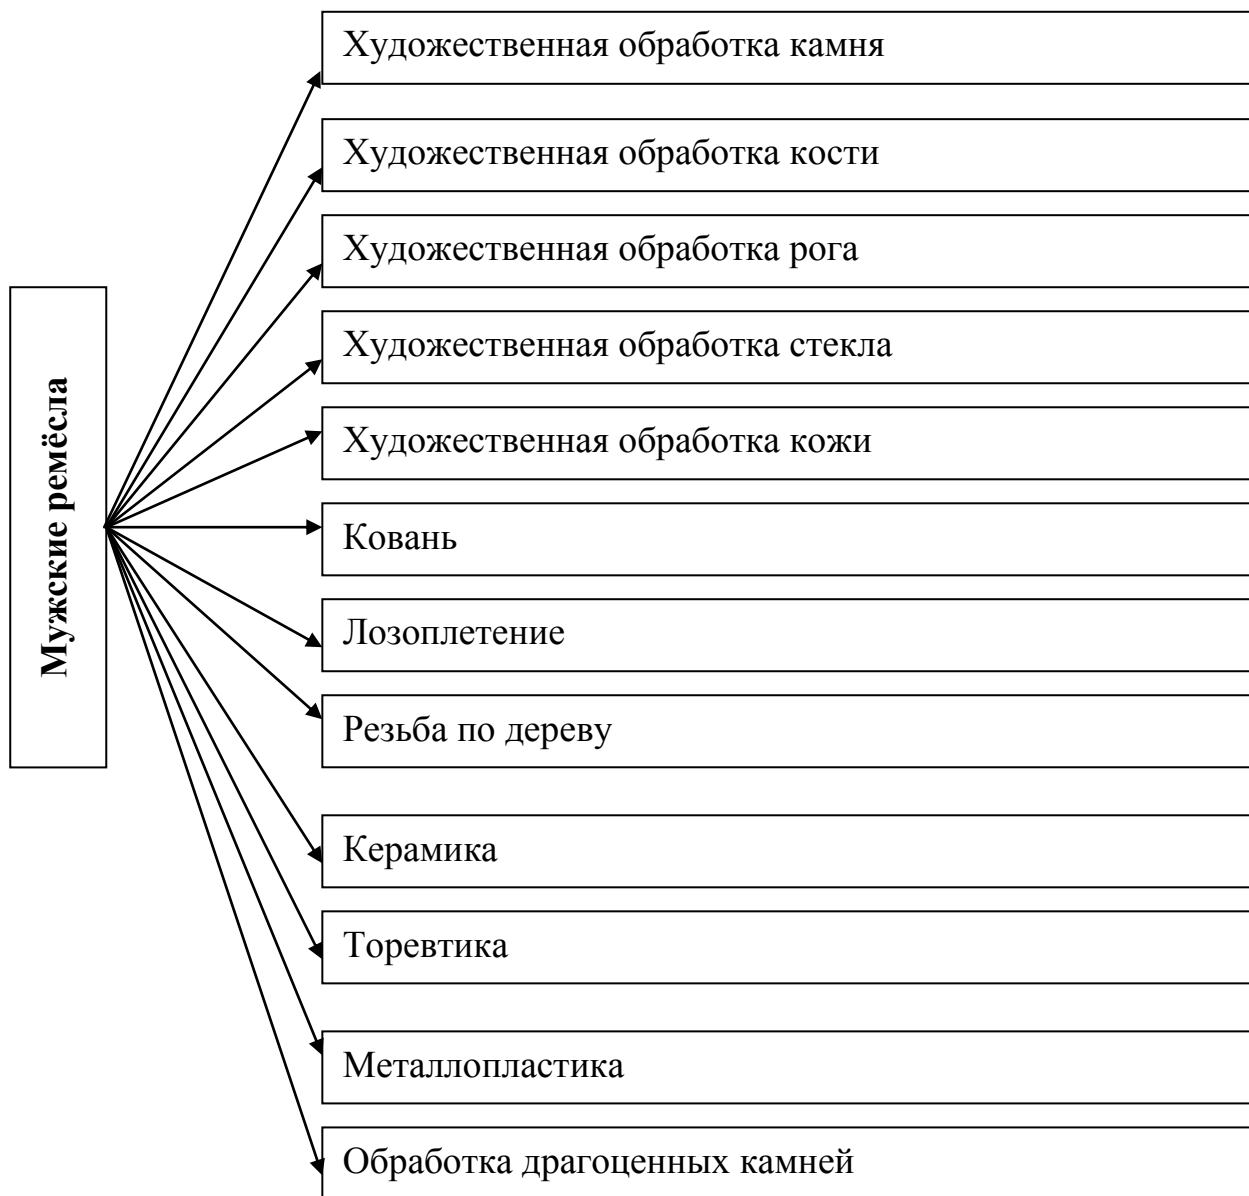 Мужские ремёсла
Художественная обработка камня
Художественная обработка кости
Художественная обработка рога
Художественная обработка стекла
Художественная обработка кожи
Ковань
Лозоплетение
Резьба по дереву
Керамика
Торевтика
Металлопластика
Обработка драгоценных камней